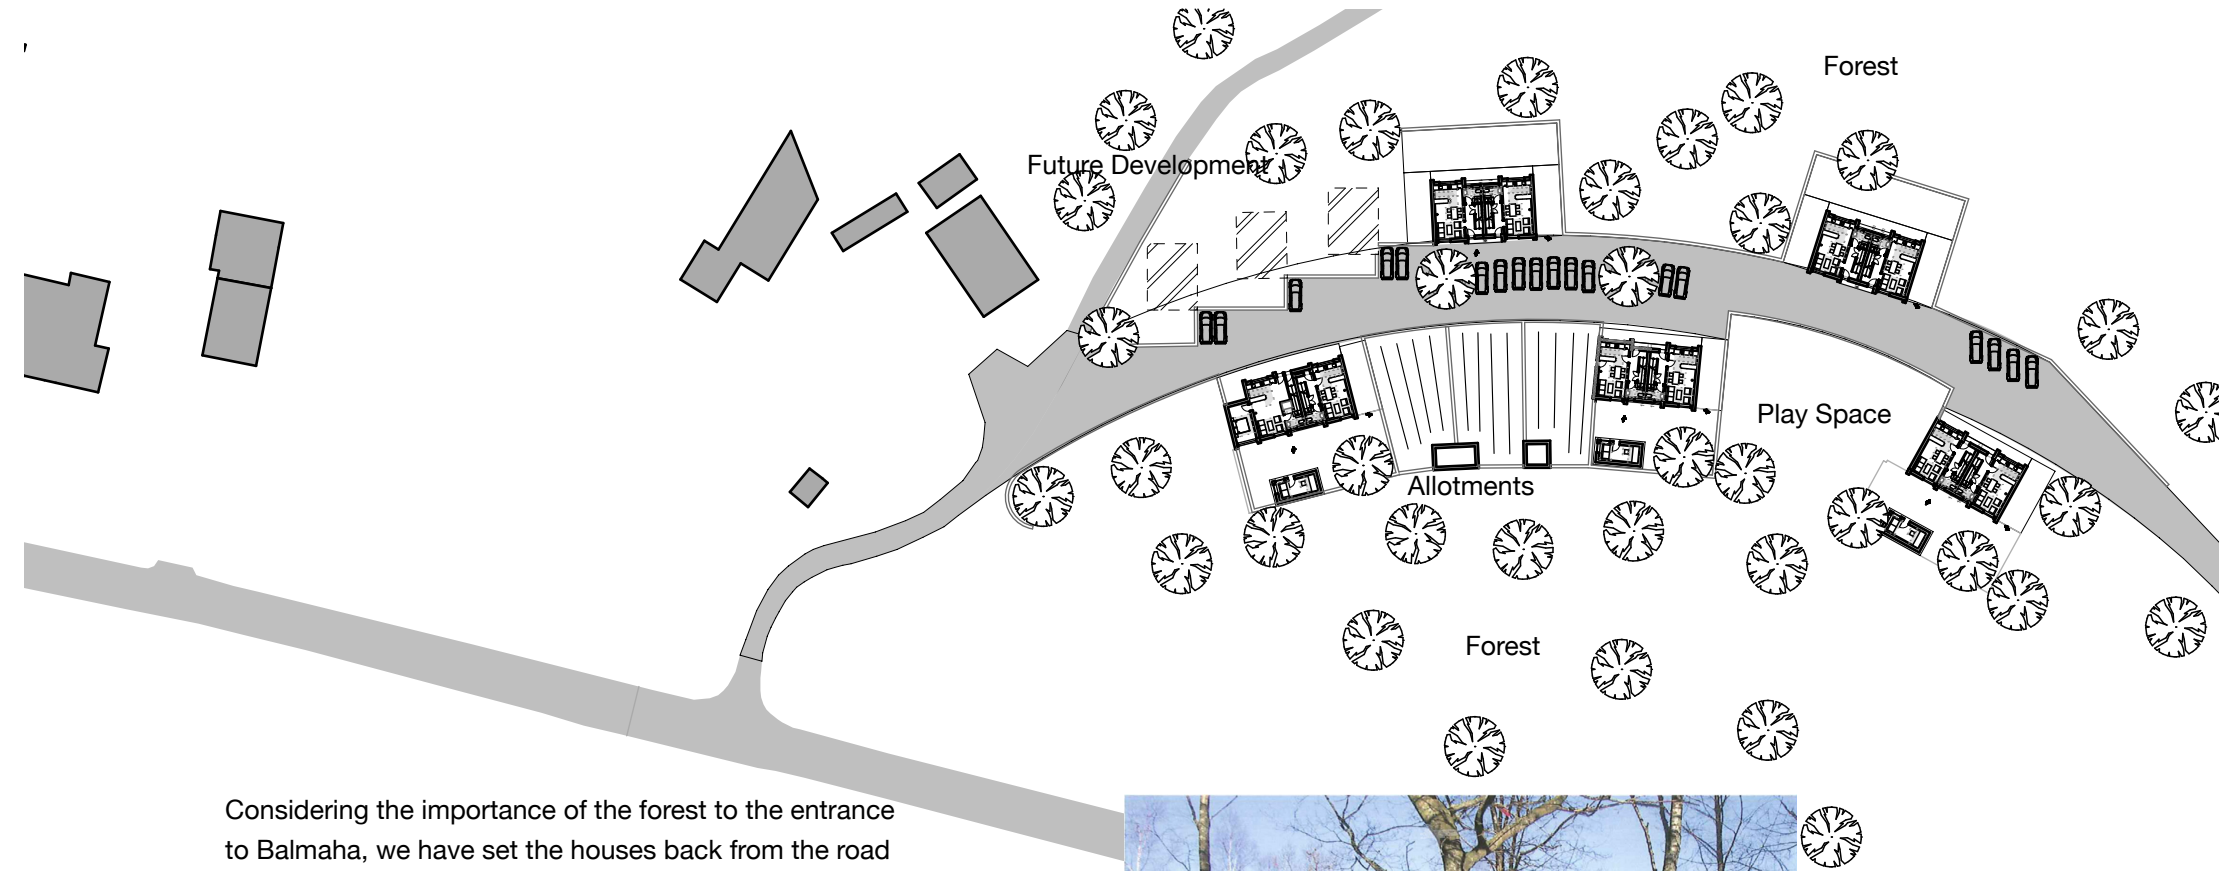 Forest
Future Development
Play Space
Allotments
Forest
Considering the importance of the forest to the entrance
to Balmaha, we have set the houses back from the road